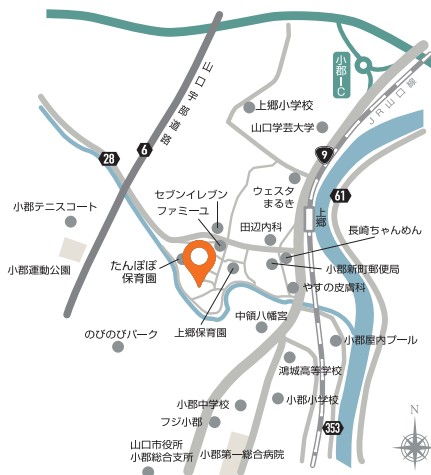 小郡IC
山口宇部道路
上郷小学校
山口学芸大学
JR山口線
9
6
28
セブンイレブン
ウェスタ
まるき
61
小郡テニスコート
ファミーユ
上郷
田辺内科
長崎ちゃんめん
小郡運動公園
たんぽぽ
保育園
小郡新町郵便局
やすの皮膚科
上郷保育園
中領八幡宮
のびのびパーク
小郡屋内プール
鴻城高等学校
小郡中学校
小郡小学校
フジ小郡
353
N
山口市役所
小郡総合支所
小郡第一総合病院